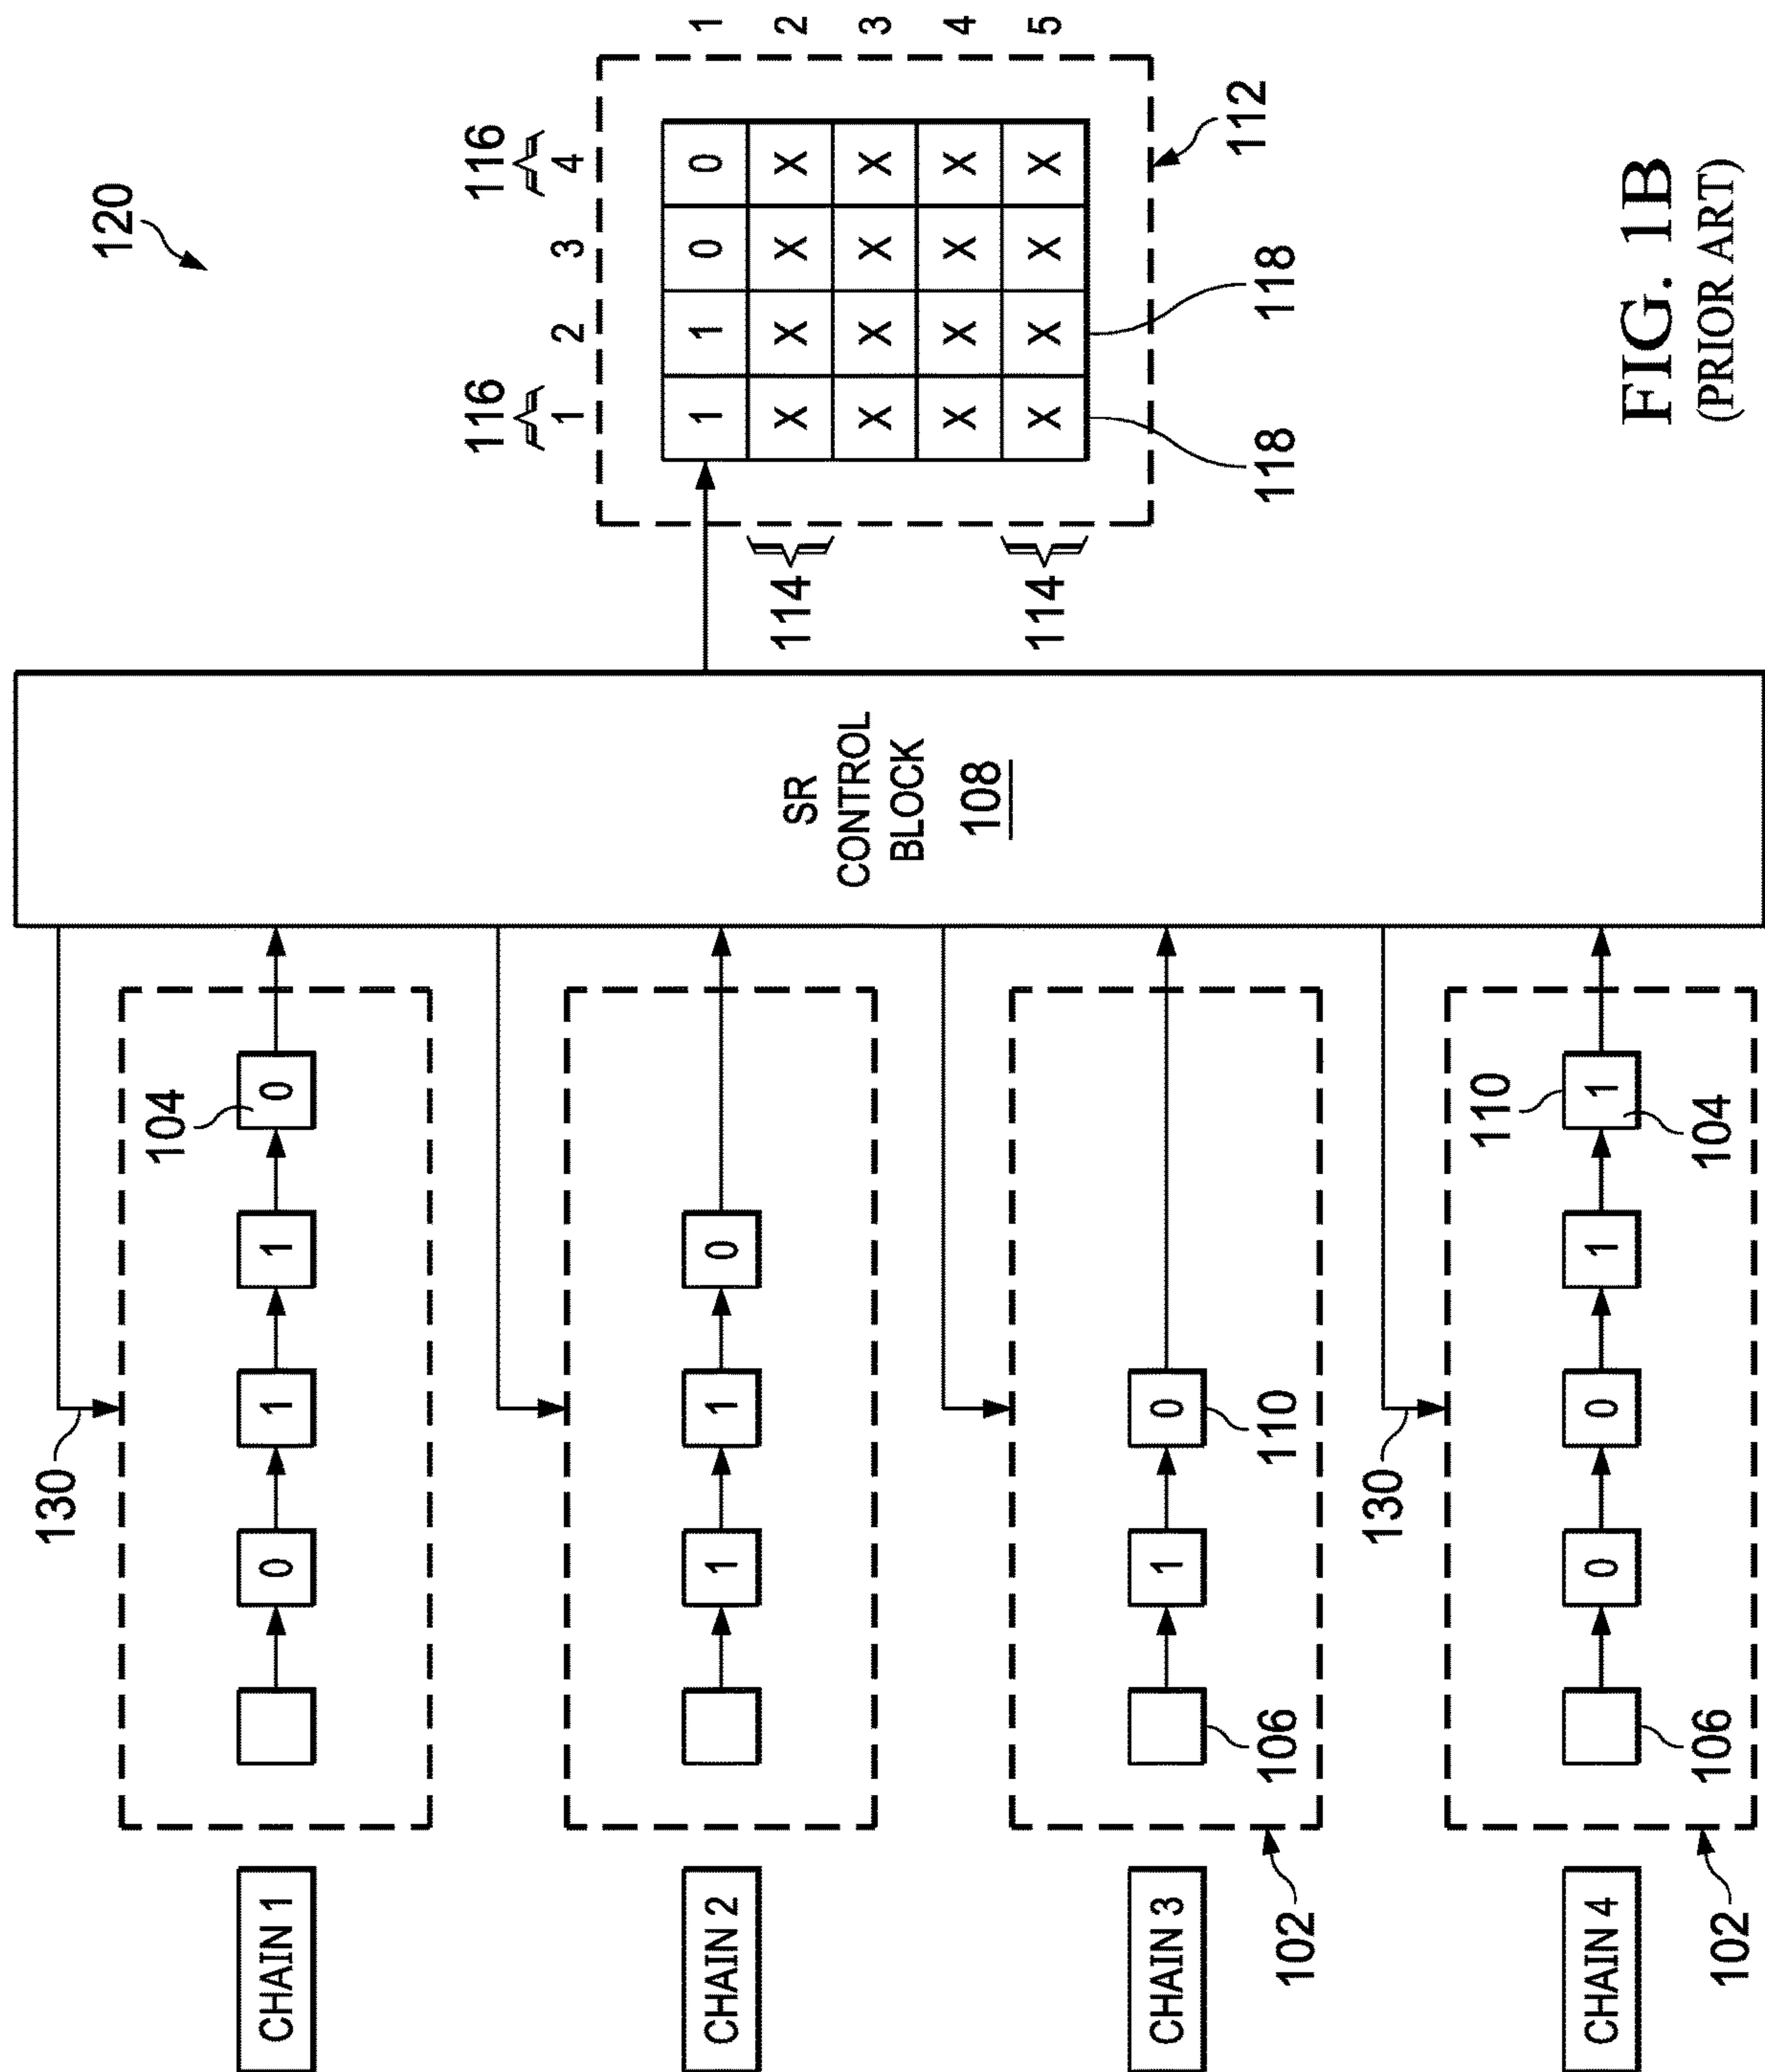 120
130
104
CHAIN 1
0 1 1 0
CHAIN 2
1 1 0
CHAIN 3
1 0
106
110
102
130
110
CHAIN 4
0 0 1 1
106
104
102
SR
CONTROL
BLOCK
108
116 116
1 2 3 4
1 1 0 0 1
114 X X X X 2
X X X X 3
X X X X 4
114 X X X X 5
112
118 118
FIG. 1B
(PRIOR ART)